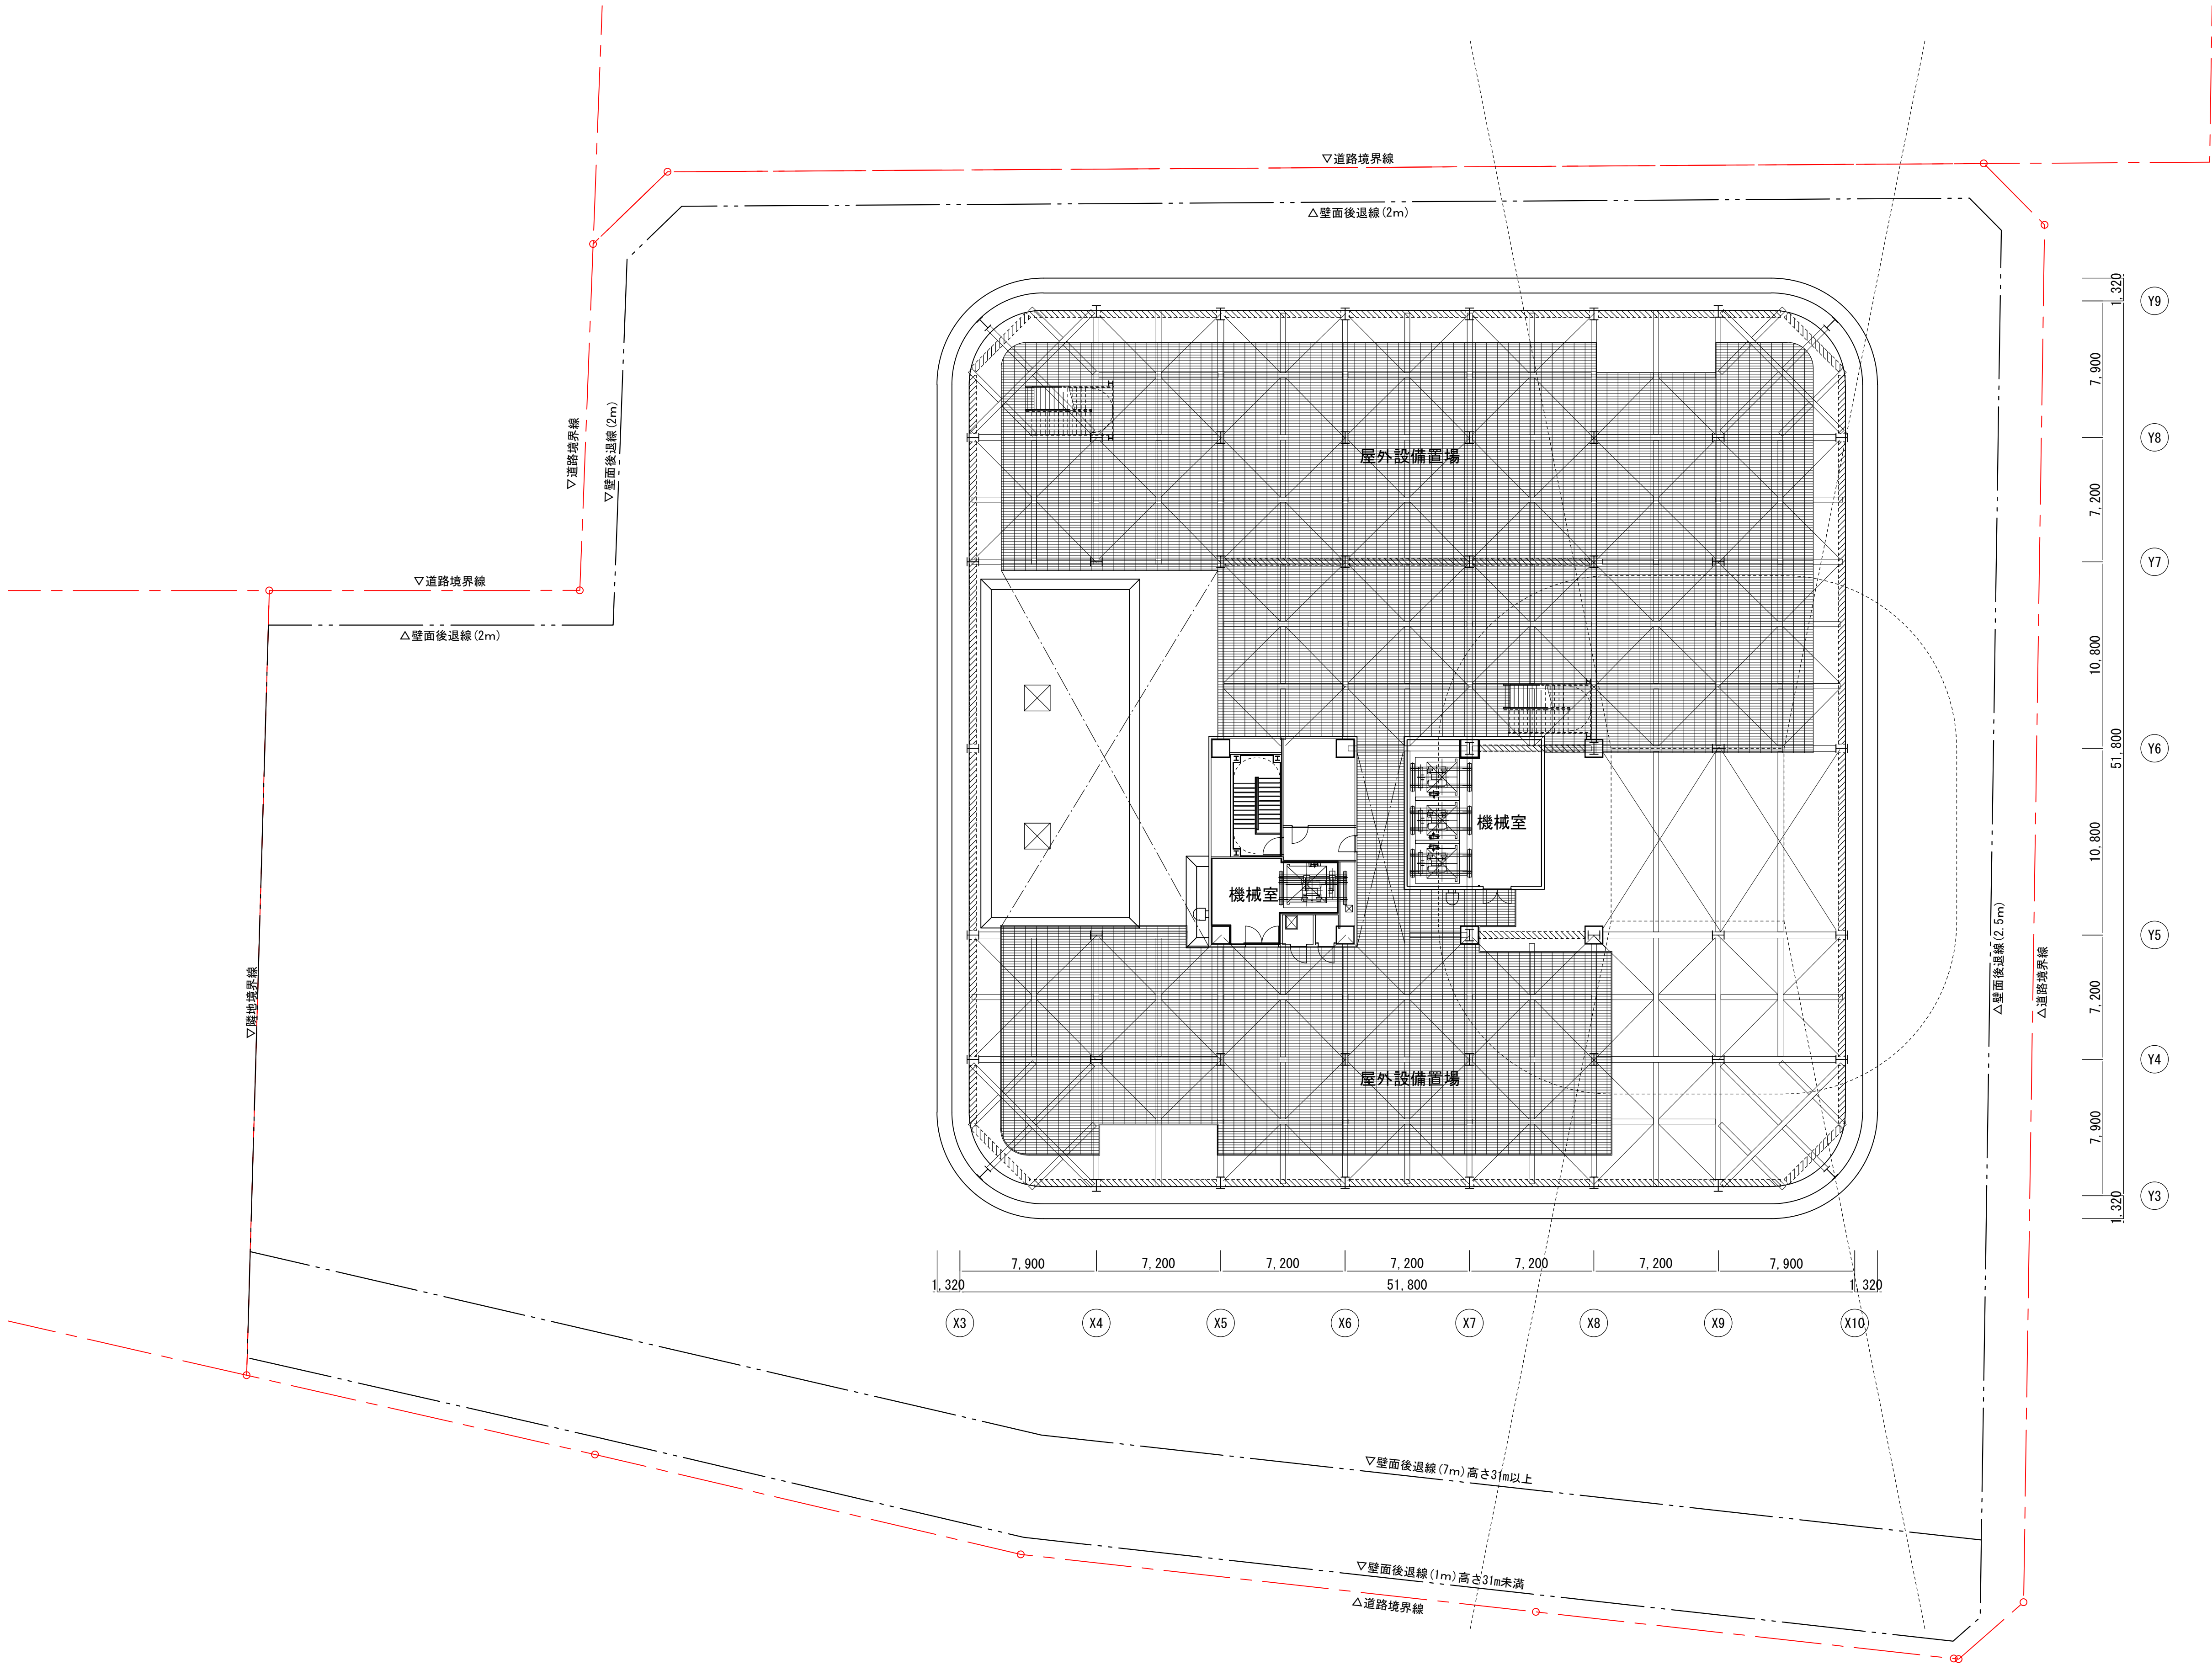 ▽道路境界線
△壁面後退線(2m)
1,320
Y9
7,900
▽道路境界線
▽壁面後退線(2m)
Y8
屋外設備置場
7,200
Y7
▽道路境界線
△壁面後退線(2m)
10,800
Y6
51,800
機械室
10,800
機械室
Y5
△壁面後退線(2.5m)
△道路境界線
▽隣地境界線
7,200
Y4
屋外設備置場
7,900
Y3
1,320
7,900
7,200
7,200
7,200
7,200
7,200
7,900
1,320
51,800
1,320
X3
X4
X5
X6
X7
X8
X9
X10
▽壁面後退線(7m)高さ31m以上
▽壁面後退線(1m)高さ31m未満
△道路境界線